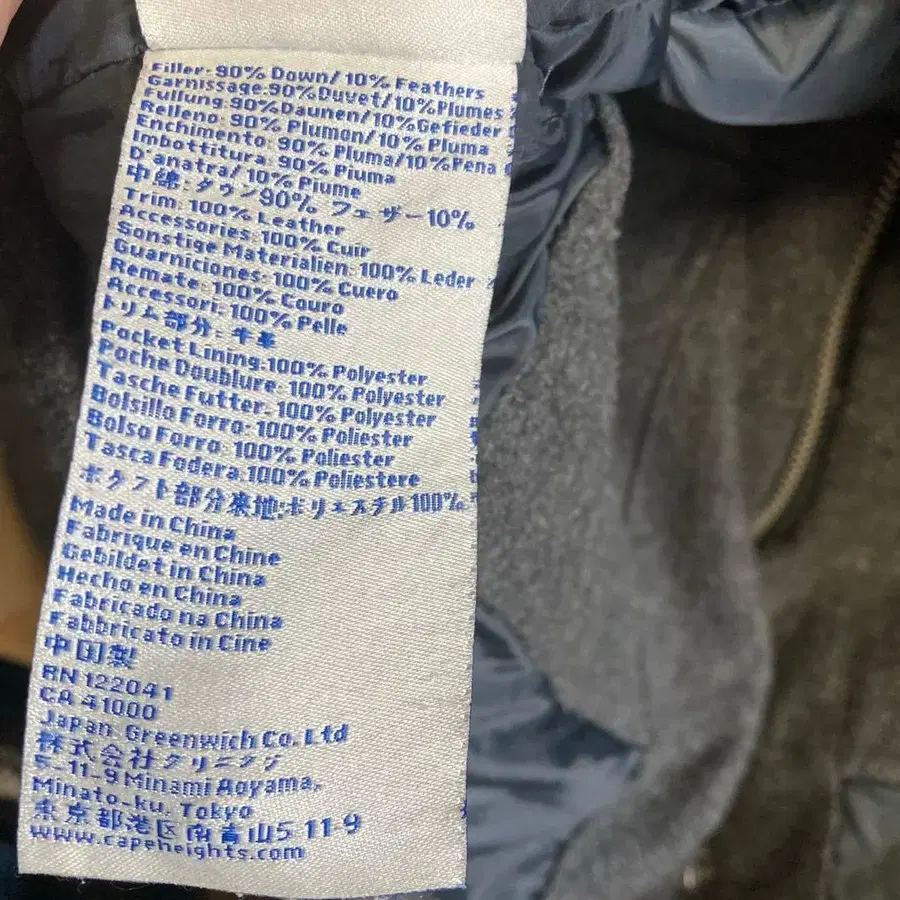 Filler: 90% Down/ 10% Feathers
Garnissage:90% Duvet/10%Plumes
Fullung:90%Daunen/10%Gefieder
Relleno: 90% Plumon/10% Pluma
Enchimento: 90% Pluma/10%Pena
Imbottitura: 90% Piuma
D'anatra/ 10% Piume
中綿:ダウン90% フェザー10%
Trim: 100% Leather
Accessories: 100% Cuir
Sonstige Materialien: 100% Leder
Guarniciones: 100% Cuero
Remate: 100% Couro
Accessori: 100% Pelle
トリム部分: 牛革
Pocket Lining:100% Polyester
Poche Doublure: 100% Polyester
Tasche Futter: 100% Polyester
Bolsillo Forro: 100% Poliester
Bolso Forro: 100% Poliester
Tasca Fodera:100% Poliestere
ポケット部分裏地:ポリエステル100%
Made in China
Fabrique en Chine
Gebildet in China
Hecho en China
Fabricado na China
Fabbricato in Cine
中国製
RN 122041
CA 41000
Japan Greenwich Co. Ltd
株式会社グリニッジ
5-11-9 Minami Aoyama,
Minato-ku, Tokyo
東京都港区南青山5-11-9
www.capeheights.com